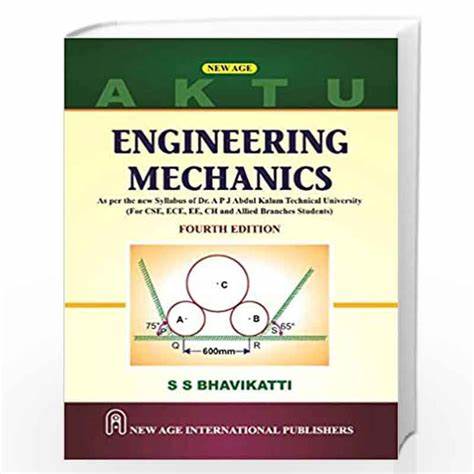 NEW AGE
AKTU
ENGINEERING
MECHANICS
As per the new Syllabus of Dr. A P J Abdul Kalam Technical University
(For CSE, ECE, EE, CH and Allied Branches Students)
FOURTH EDITION
C
A
B
75°
P
S
65°
Q
R
600mm
S S BHAVIKATTI
NEW AGE INTERNATIONAL PUBLISHERS